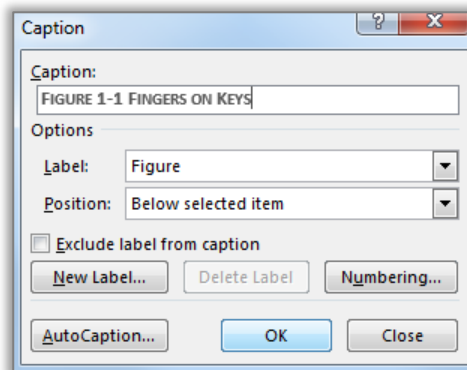 Caption
Caption:
FIGURE 1-1 FINGERS ON KEYS
Options
Label: Figure
Position: Below selected item
Exclude label from caption
New Label... Delete Label Numbering...
AutoCaption... OK Close